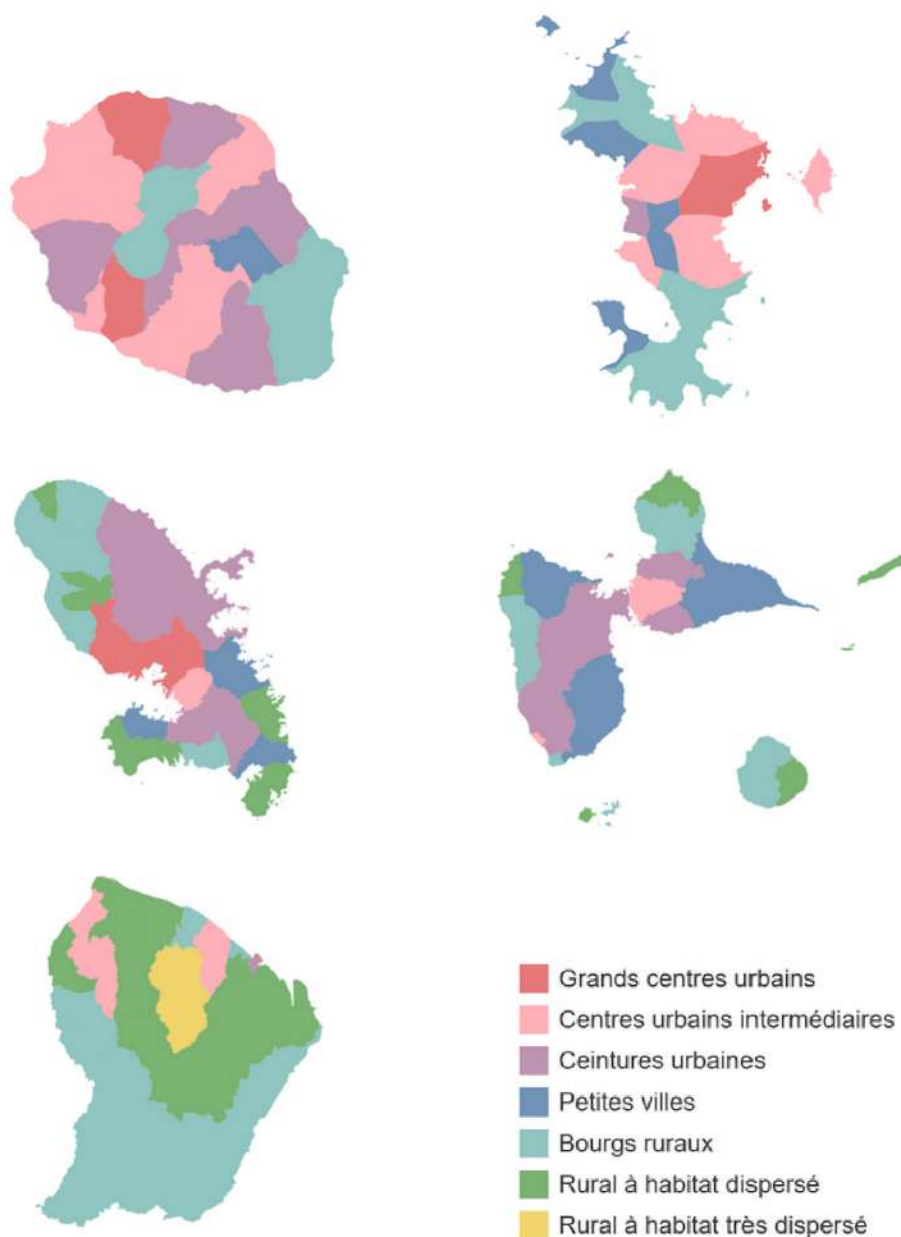 Grands centres urbains
Centres urbains intermédiaires
Ceintures urbaines
Petites villes
Bourgs ruraux
Rural à habitat dispersé
Rural à habitat très dispersé